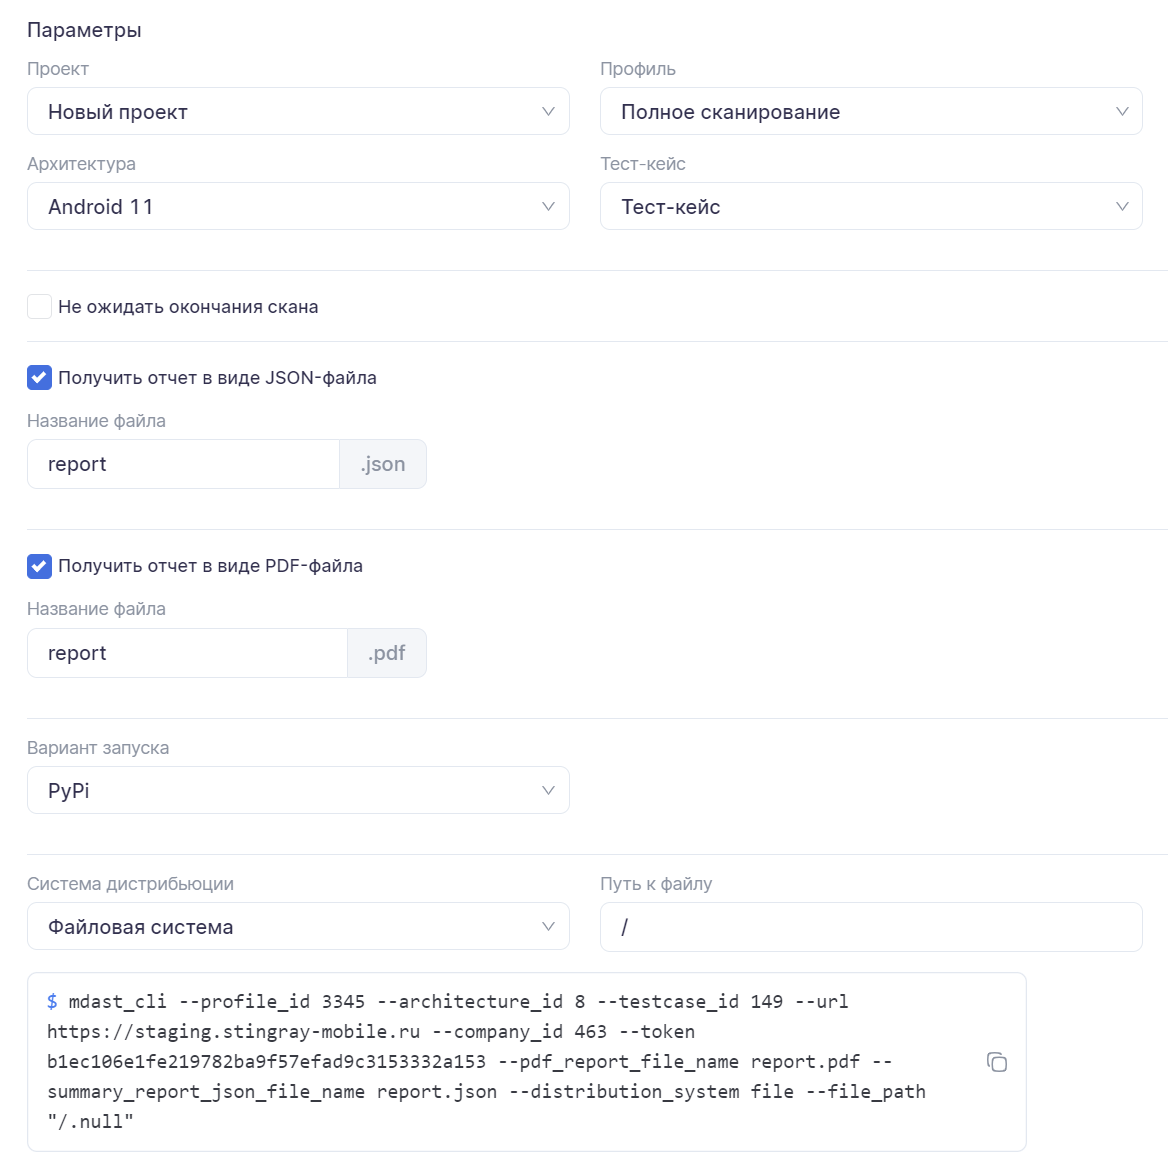 Параметры
Проект
Профиль
Новый проект
Полное сканирование
Архитектура
Тест-кейс
Android 11
Тест-кейс
Не ожидать окончания скана
Получить отчет в виде JSON-файла
Название файла
report
.json
Получить отчет в виде PDF-файла
Название файла
report
.pdf
Вариант запуска
PyPi
Система дистрибьюции
Путь к файлу
Файловая система
/
$ mdast_cli --profile_id 3345 --architecture_id 8 --testcase_id 149 --url
https://staging.stingray-mobile.ru --company_id 463 --token
b1ec106e1fe219782ba9f57efad9c3153332a153 --pdf_report_file_name report.pdf --
summary_report_json_file_name report.json --distribution_system file --file_path
"/.null"